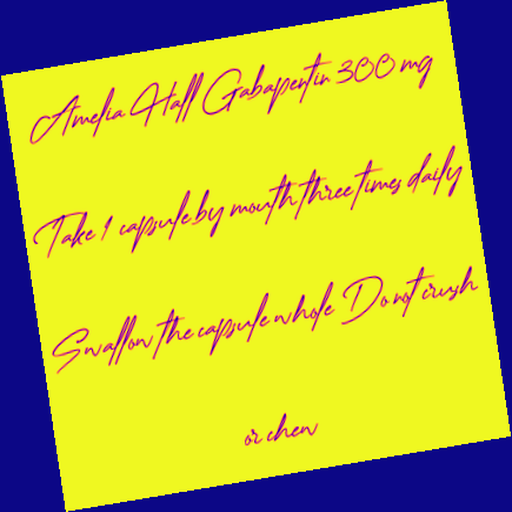 Amelia Hall Gabapentin 300 mg
Take 1 capsule by mouth three times daily
Swallow the capsule whole Do not crush
or chew